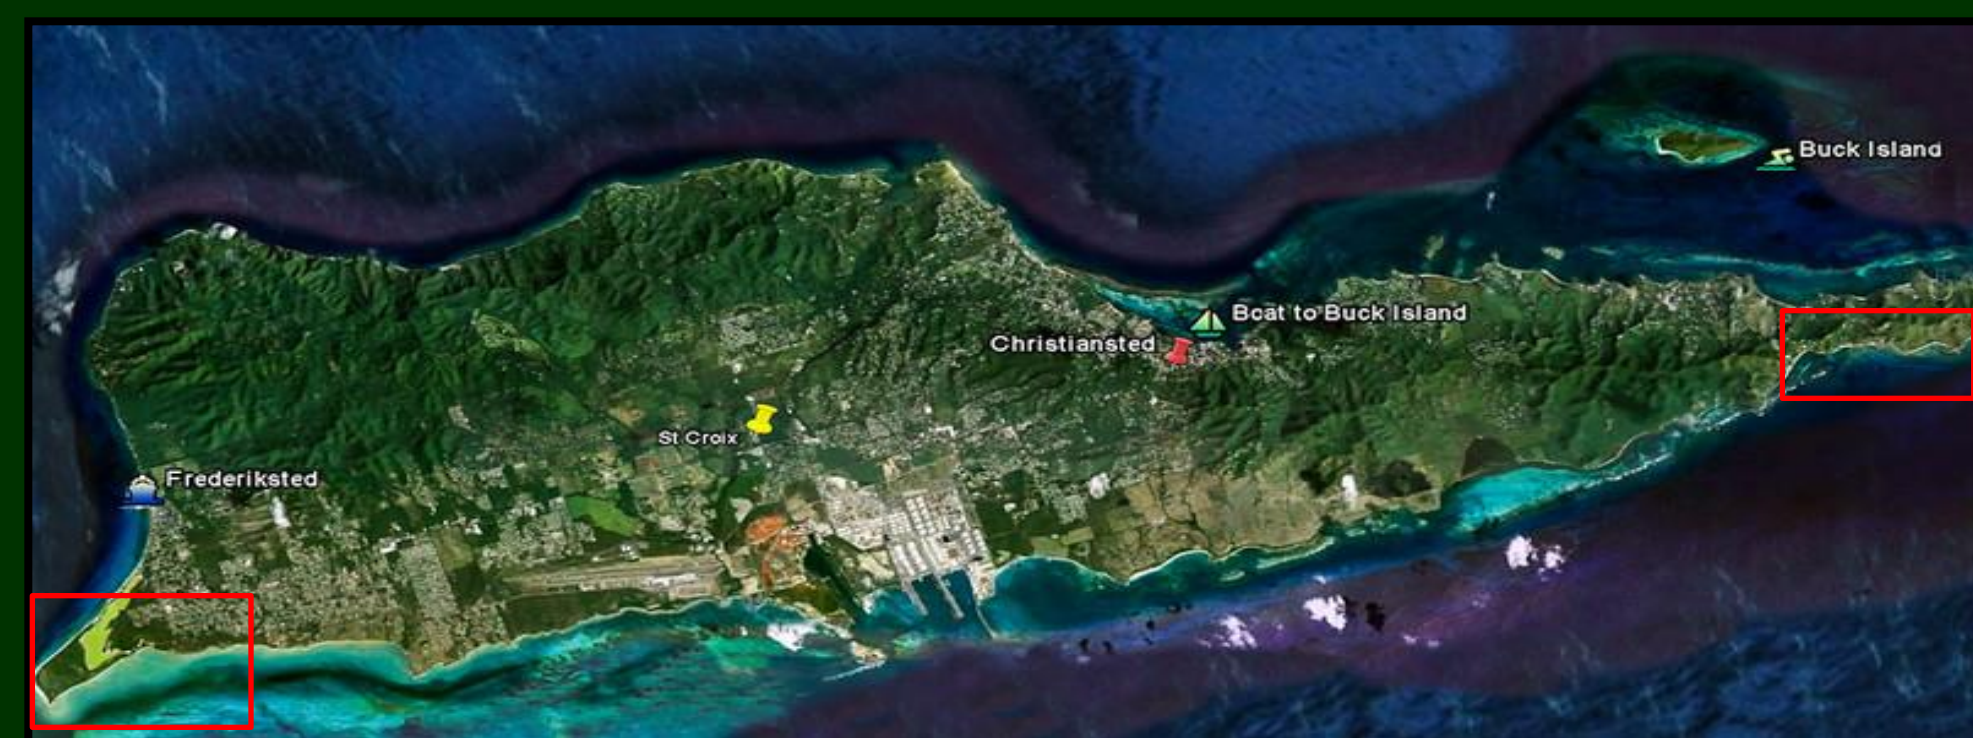 Buck Island
Boat to Buck Island
Christiansted
St Croix
Frederiksted